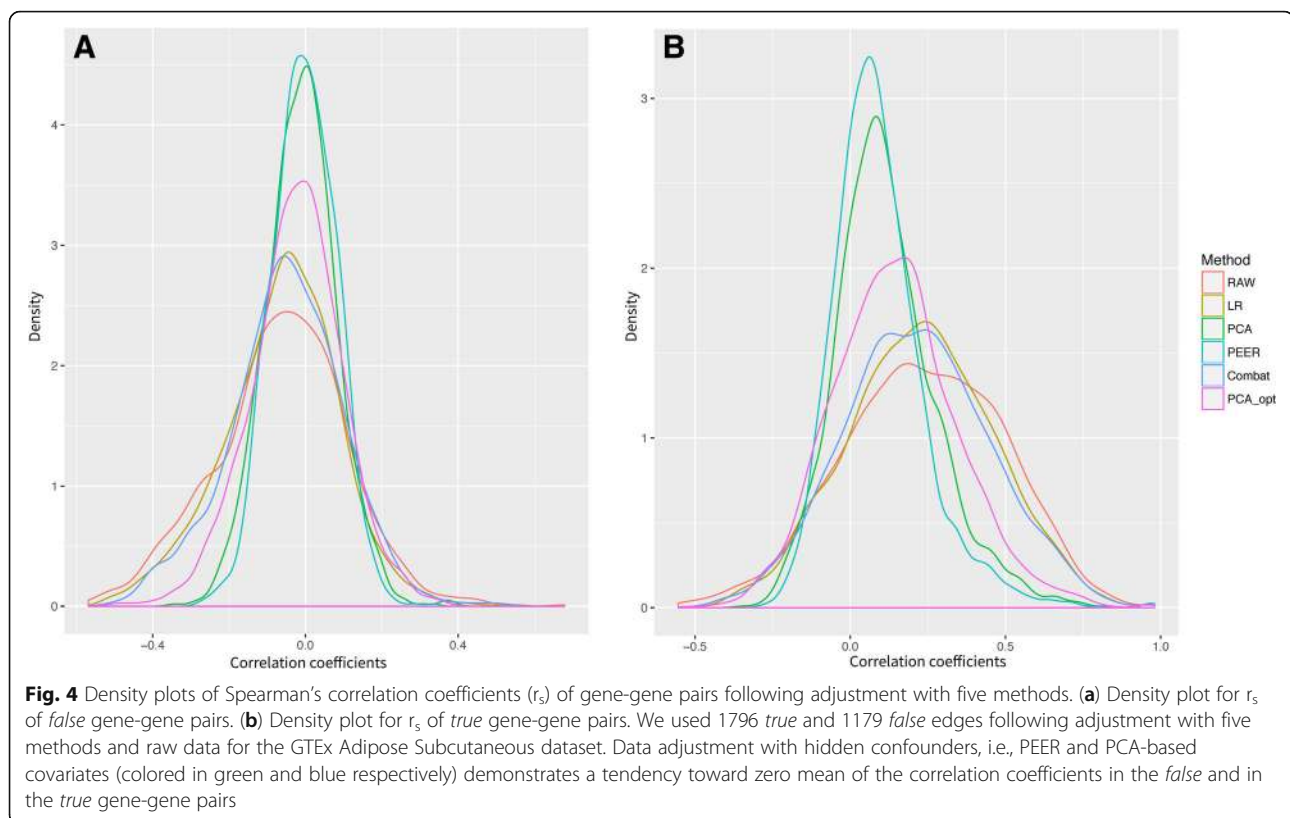 A
B
Density
4
3
2
1
0
−0.4
0.0
0.4
Correlation coefficients
Density
3
2
1
0
−0.5
0.0
0.5
1.0
Correlation coefficients
Method
RAW
LR
PCA
PEER
Combat
PCA_opt
Fig. 4 Density plots of Spearman's correlation coefficients (rs) of gene-gene pairs following adjustment with five methods. (a) Density plot for rs
of false gene-gene pairs. (b) Density plot for rs of true gene-gene pairs. We used 1796 true and 1179 false edges following adjustment with five
methods and raw data for the GTEx Adipose Subcutaneous dataset. Data adjustment with hidden confounders, i.e., PEER and PCA-based
covariates (colored in green and blue respectively) demonstrates a tendency toward zero mean of the correlation coefficients in the false and in
the true gene-gene pairs